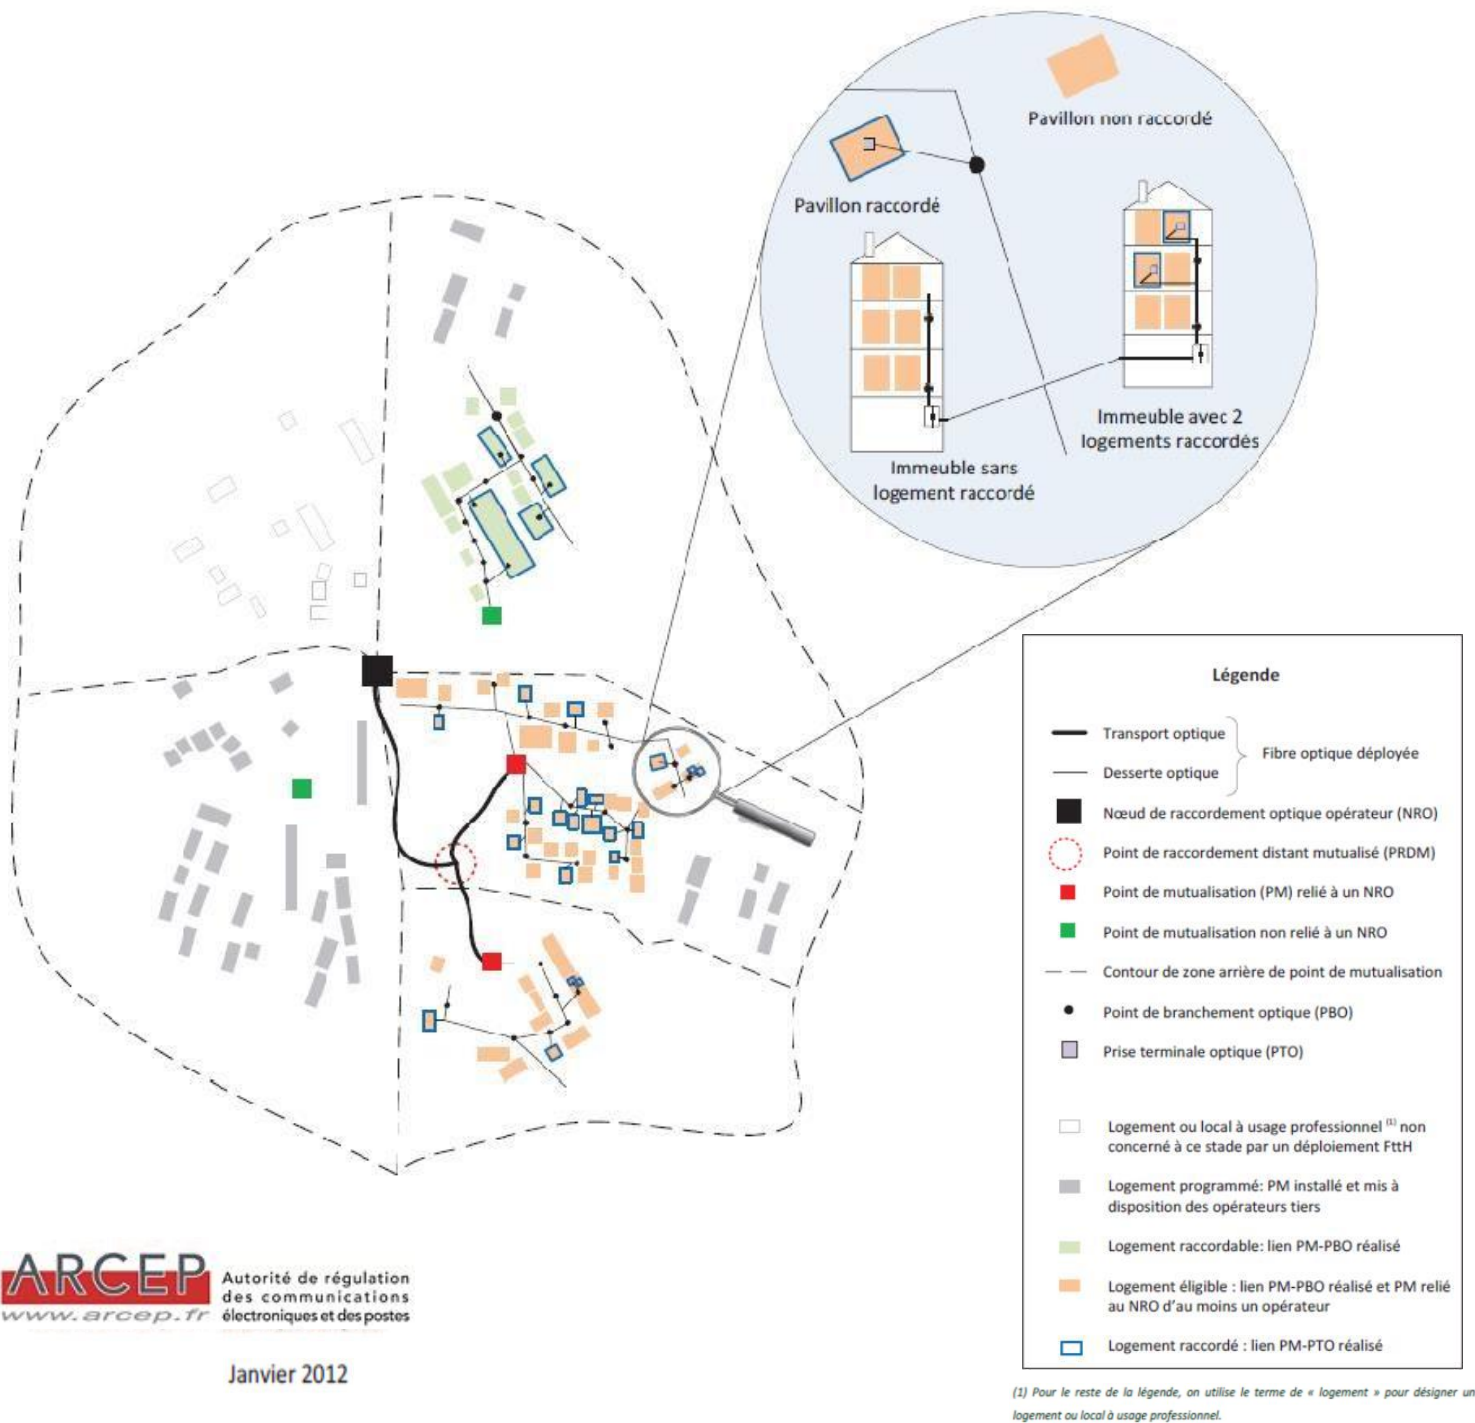 Pavillon non raccordé
Pavillon raccordé
Immeuble avec 2
logements raccordés
Immeuble sans
logement raccordé
Légende
Transport optique
Fibre optique déployée
Desserte optique
Nœud de raccordement optique opérateur (NRO)
Point de raccordement distant mutualisé (PRDM)
Point de mutualisation (PM) relié à un NRO
Point de mutualisation non relié à un NRO
Contour de zone arrière de point de mutualisation
Point de branchement optique (PBO)
Prise terminale optique (PTO)
Logement ou local à usage professionnel (1) non
concerné à ce stade par un déploiement FttH
Logement programmé: PM installé et mis à
disposition des opérateurs tiers
Logement raccordable: lien PM-PBO réalisé
Logement éligible : lien PM-PBO réalisé et PM relié
au NRO d'au moins un opérateur
Logement raccordé : lien PM-PTO réalisé
(1) Pour le reste de la légende, on utilise le terme de « logement » pour désigner un
logement ou local à usage professionnel.
ARCEP
www.arcep.fr
Autorité de régulation
des communications
électroniques et des postes
Janvier 2012